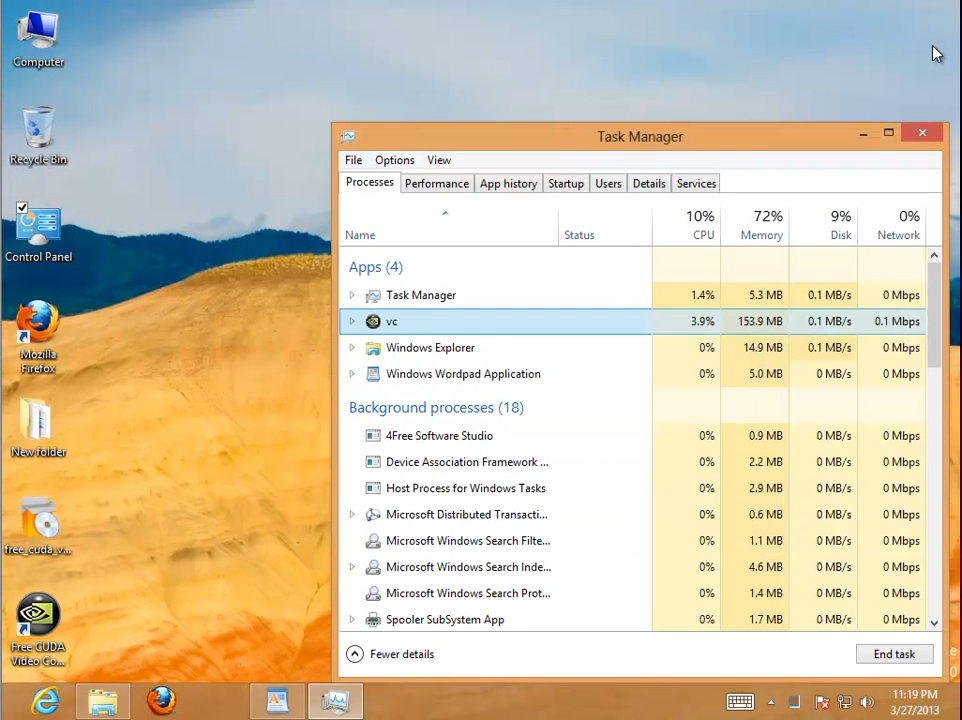 Computer
Recycle Bin
Control Panel
Mozilla
Firefox
New folder
free_cuda_v...
Free CUDA
Video Co...
Task Manager
File Options View
Processes Performance App history Startup Users Details Services
10% 72% 9% 0%
Name Status CPU Memory Disk Network
Apps (4)
Task Manager 1.4% 5.3 MB 0.1 MB/s 0 Mbps
vc 3.9% 153.9 MB 0.1 MB/s 0.1 Mbps
Windows Explorer 0% 14.9 MB 0.1 MB/s 0 Mbps
Windows Wordpad Application 0% 5.0 MB 0 MB/s 0 Mbps
Background processes (18)
4Free Software Studio 0% 0.9 MB 0 MB/s 0 Mbps
Device Association Framework ... 0% 2.2 MB 0 MB/s 0 Mbps
Host Process for Windows Tasks 0% 2.9 MB 0 MB/s 0 Mbps
Microsoft Distributed Transacti... 0% 0.6 MB 0 MB/s 0 Mbps
Microsoft Windows Search Filte... 0% 1.1 MB 0 MB/s 0 Mbps
Microsoft Windows Search Inde... 0% 4.6 MB 0 MB/s 0 Mbps
Microsoft Windows Search Prot... 0% 1.4 MB 0 MB/s 0 Mbps
Spooler SubSystem App 0% 1.7 MB 0 MB/s 0 Mbps
Fewer details End task
e
0
11:19 PM
3/27/2013